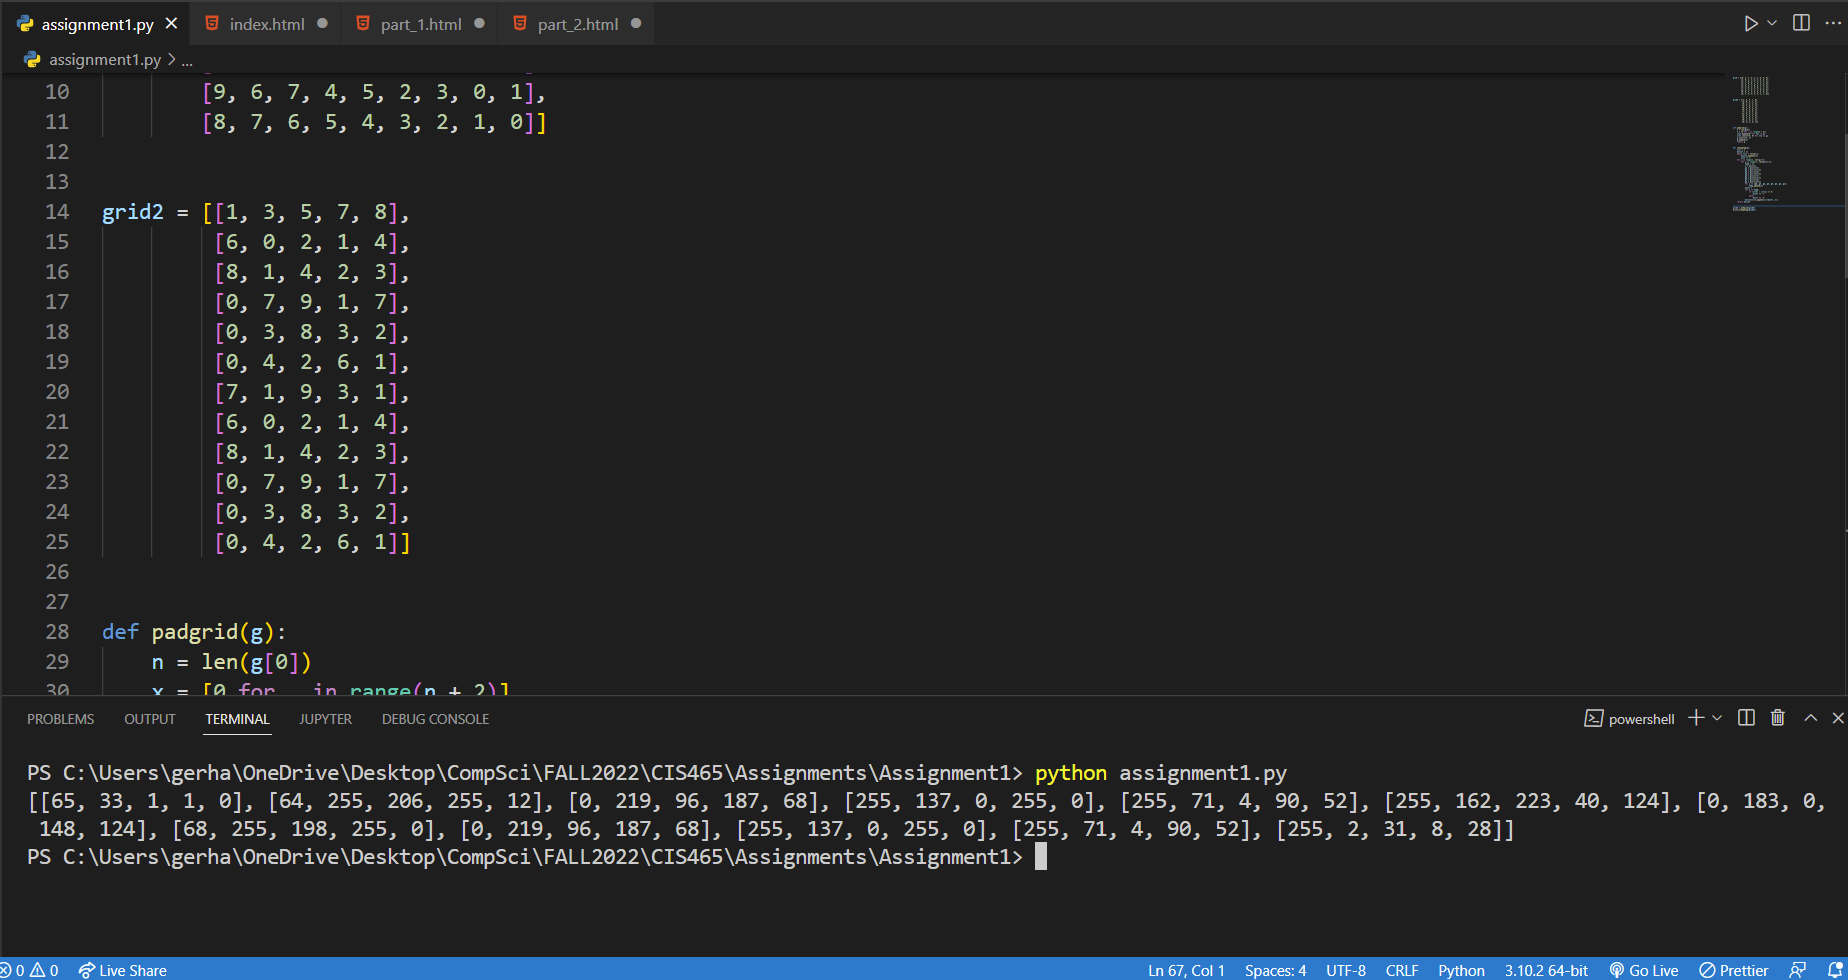 assignment1.py index.html part_1.html part_2.html
assignment1.py > ...
10 [9, 6, 7, 4, 5, 2, 3, 0, 1],
11 [8, 7, 6, 5, 4, 3, 2, 1, 0]]
12
13
14 grid2 = [[1, 3, 5, 7, 8],
15 [6, 0, 2, 1, 4],
16 [8, 1, 4, 2, 3],
17 [0, 7, 9, 1, 7],
18 [0, 3, 8, 3, 2],
19 [0, 4, 2, 6, 1],
20 [7, 1, 9, 3, 1],
21 [6, 0, 2, 1, 4],
22 [8, 1, 4, 2, 3],
23 [0, 7, 9, 1, 7],
24 [0, 3, 8, 3, 2],
25 [0, 4, 2, 6, 1]]
26
27
28 def padgrid(g):
29 n = len(g[0])
30 x = [0 for _ in range(n + 2)]
PROBLEMS OUTPUT TERMINAL JUPYTER DEBUG CONSOLE powershell
PS C:\Users\gerha\OneDrive\Desktop\CompSci\FALL2022\CIS465\Assignments\Assignment1> python assignment1.py
[[65, 33, 1, 1, 0], [64, 255, 206, 255, 12], [0, 219, 96, 187, 68], [255, 137, 0, 255, 0], [255, 71, 4, 90, 52], [255, 162, 223, 40, 124], [0, 183, 0,
148, 124], [68, 255, 198, 255, 0], [0, 219, 96, 187, 68], [255, 137, 0, 255, 0], [255, 71, 4, 90, 52], [255, 2, 31, 8, 28]]
PS C:\Users\gerha\OneDrive\Desktop\CompSci\FALL2022\CIS465\Assignments\Assignment1>
0 0 Live Share Ln 67, Col 1 Spaces: 4 UTF-8 CRLF Python 3.10.2 64-bit Go Live Prettier